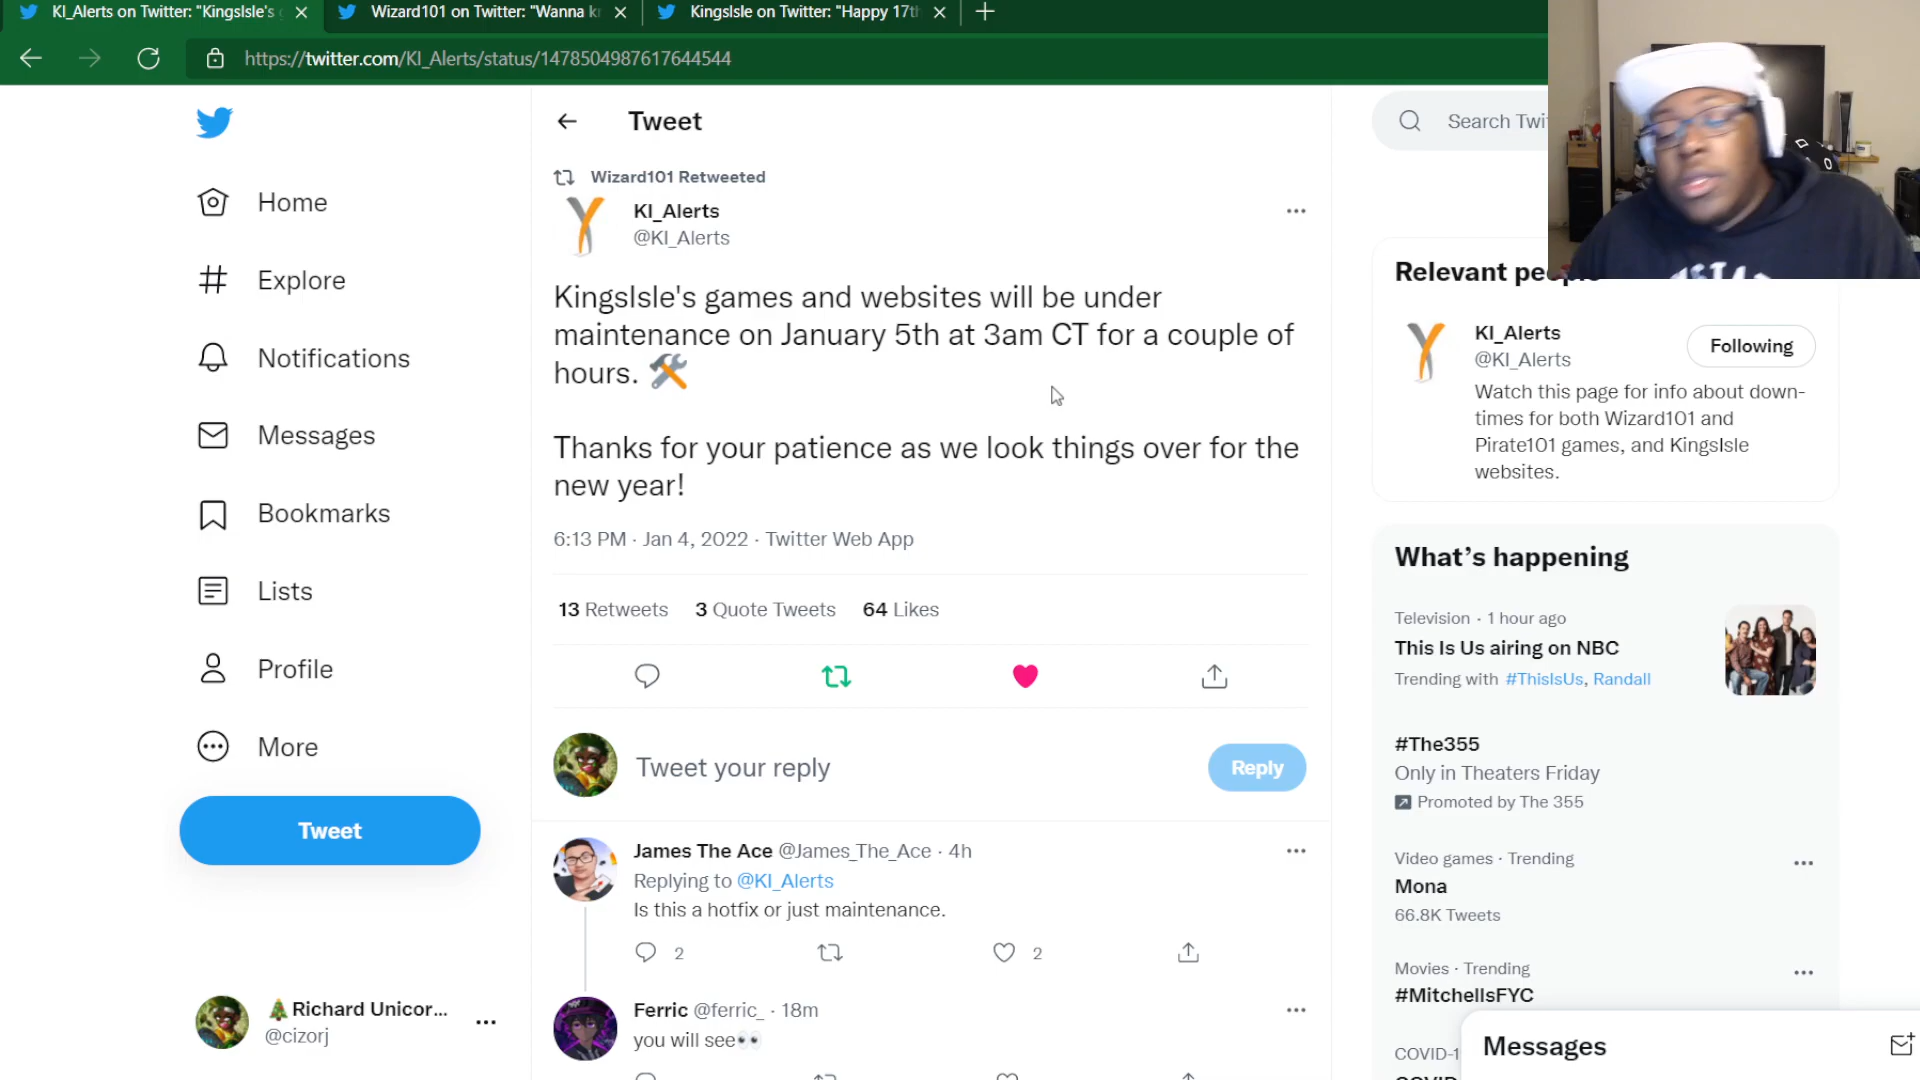 KI_Alerts on Twitter: "KingsIsle's g
Wizard101 on Twitter: "Wanna kn
KingsIsle on Twitter: "Happy 17th
https://twitter.com/KI_Alerts/status/1478504987617644544
Tweet
Search Twi
Wizard101 Retweeted
KI_Alerts
@KI_Alerts
KingsIsle's games and websites will be under
maintenance on January 5th at 3am CT for a couple of
hours. 🛠
Thanks for your patience as we look things over for the
new year!
6:13 PM · Jan 4, 2022 · Twitter Web App
13 Retweets 3 Quote Tweets 64 Likes
Tweet your reply
Reply
James The Ace @James_The_Ace · 4h
Replying to @KI_Alerts
Is this a hotfix or just maintenance.
2
2
Ferric @ferric_ · 18m
you will see👀
Home
Explore
Notifications
Messages
Bookmarks
Lists
Profile
More
Tweet
🎄Richard Unicor...
@cizorj
Relevant people
KI_Alerts
@KI_Alerts
Following
Watch this page for info about down-
times for both Wizard101 and
Pirate101 games, and KingsIsle
websites.
What's happening
Television · 1 hour ago
This Is Us airing on NBC
Trending with #ThisIsUs, Randall
#The355
Only in Theaters Friday
Promoted by The 355
Video games · Trending
Mona
66.8K Tweets
Movies · Trending
#MitchellsFYC
COVID-1
Messages